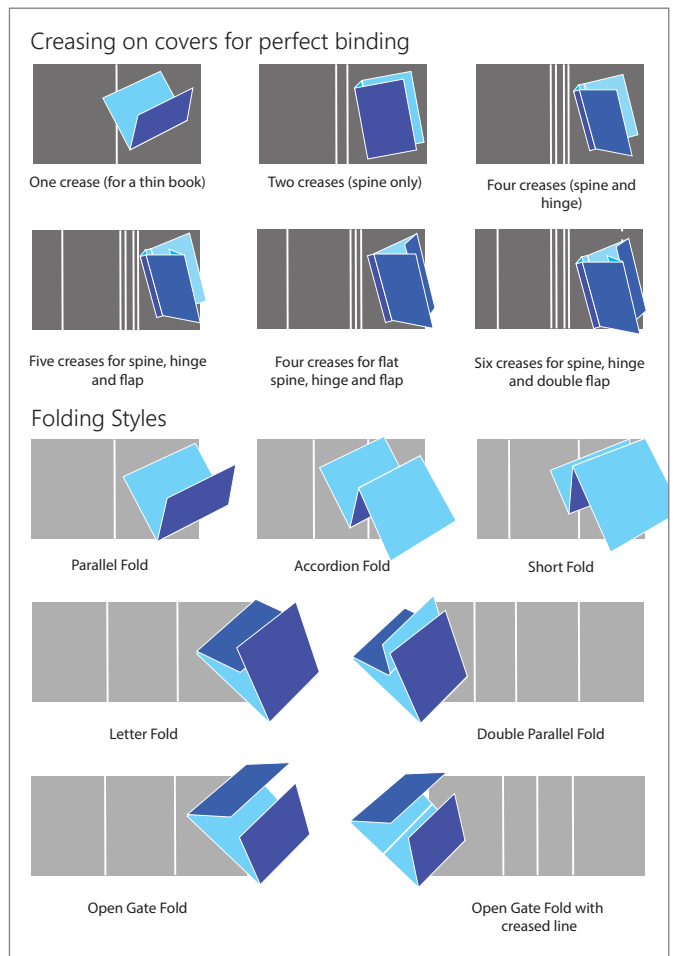 Creasing on covers for perfect binding
One crease (for a thin book)
Two creases (spine only)
Four creases (spine and
hinge)
Five creases for spine, hinge
and flap
Four creases for flat
spine, hinge and flap
Six creases for spine, hinge
and double flap
Folding Styles
Parallel Fold
Accordion Fold
Short Fold
Letter Fold
Double Parallel Fold
Open Gate Fold
Open Gate Fold with
creased line